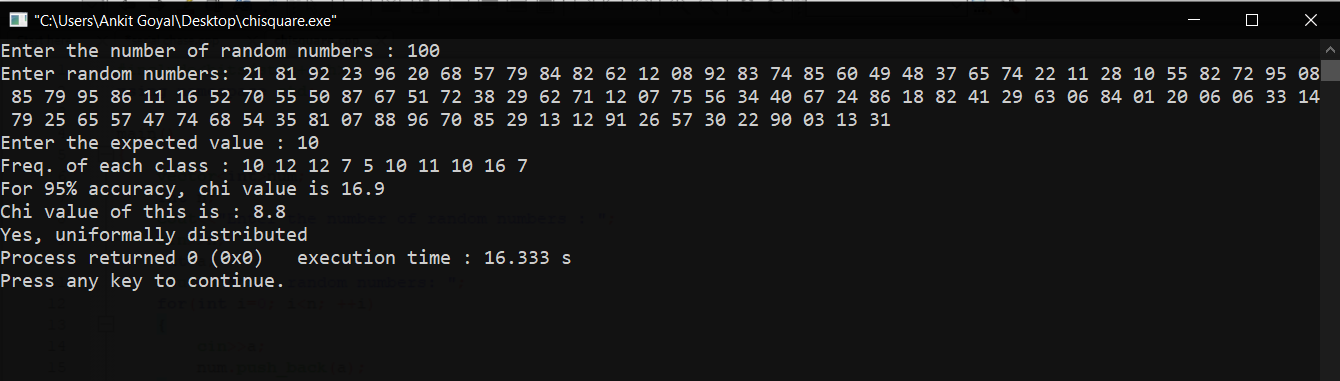 "C:\Users\Ankit Goyal\Desktop\chisquare.exe"
Enter the number of random numbers : 100
Enter random numbers: 21 81 92 23 96 20 68 57 79 84 82 62 12 08 92 83 74 85 60 49 48 37 65 74 22 11 28 10 55 82 72 95 08
85 79 95 86 11 16 52 70 55 50 87 67 51 72 38 29 62 71 12 07 75 56 34 40 67 24 86 18 82 41 29 63 06 84 01 20 06 06 33 14
79 25 65 57 47 74 68 54 35 81 07 88 96 70 85 29 13 12 91 26 57 30 22 90 03 13 31
Enter the expected value : 10
Freq. of each class : 10 12 12 7 5 10 11 10 16 7
For 95% accuracy, chi value is 16.9
Chi value of this is : 8.8
Yes, uniformally distributed
Process returned 0 (0x0)   execution time : 16.333 s
Press any key to continue.